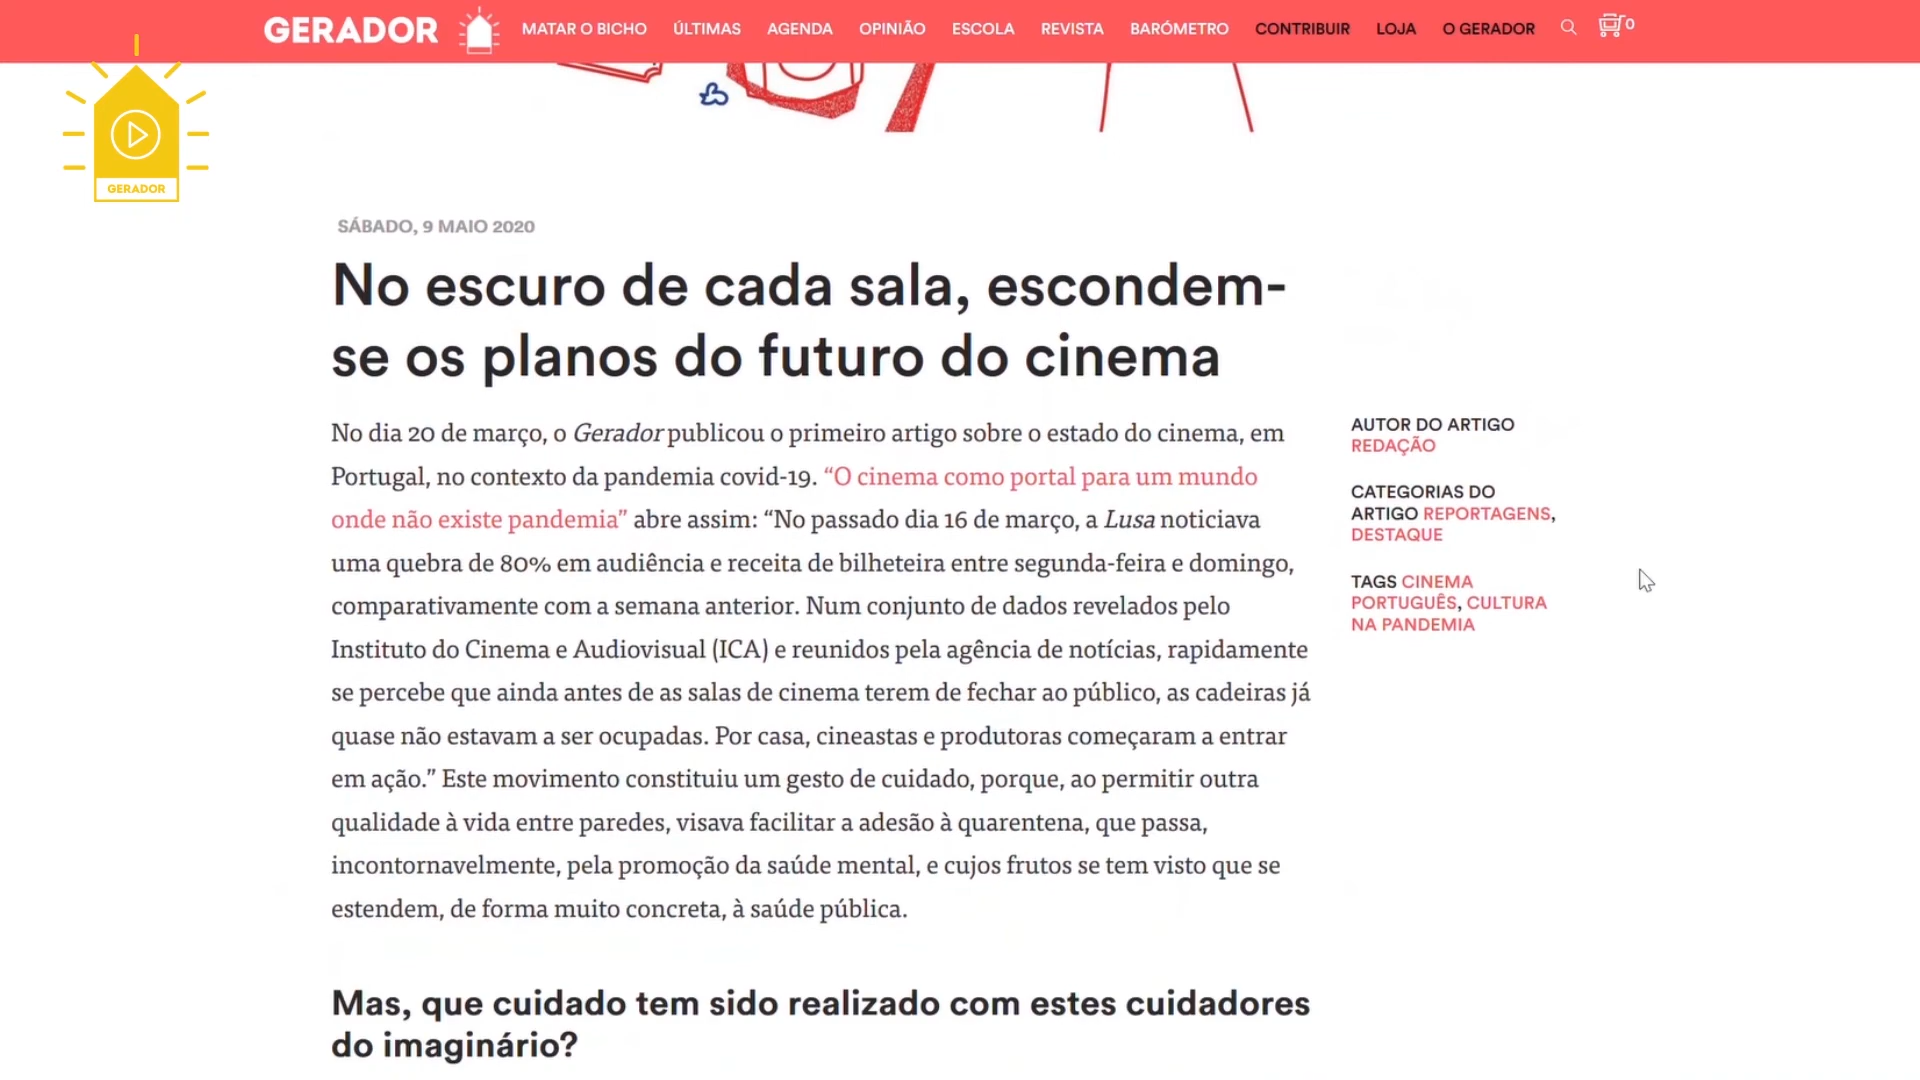 GERADOR MATAR O BICHO ÚLTIMAS AGENDA OPINIÃO ESCOLA REVISTA BARÓMETRO CONTRIBUIR LOJA O GERADOR 0
GERADOR
SÁBADO, 9 MAIO 2020
No escuro de cada sala, escondem-
se os planos do futuro do cinema
No dia 20 de março, o Gerador publicou o primeiro artigo sobre o estado do cinema, em
Portugal, no contexto da pandemia covid-19. “O cinema como portal para um mundo
onde não existe pandemia” abre assim: “No passado dia 16 de março, a Lusa noticiava
uma quebra de 80% em audiência e receita de bilheteira entre segunda-feira e domingo,
comparativamente com a semana anterior. Num conjunto de dados revelados pelo
Instituto do Cinema e Audiovisual (ICA) e reunidos pela agência de notícias, rapidamente
se percebe que ainda antes de as salas de cinema terem de fechar ao público, as cadeiras já
quase não estavam a ser ocupadas. Por casa, cineastas e produtoras começaram a entrar
em ação.” Este movimento constituiu um gesto de cuidado, porque, ao permitir outra
qualidade à vida entre paredes, visava facilitar a adesão à quarentena, que passa,
incontornavelmente, pela promoção da saúde mental, e cujos frutos se tem visto que se
estendem, de forma muito concreta, à saúde pública.
Mas, que cuidado tem sido realizado com estes cuidadores
do imaginário?
AUTOR DO ARTIGO
REDAÇÃO
CATEGORIAS DO
ARTIGO REPORTAGENS,
DESTAQUE
TAGS CINEMA
PORTUGUÊS, CULTURA
NA PANDEMIA